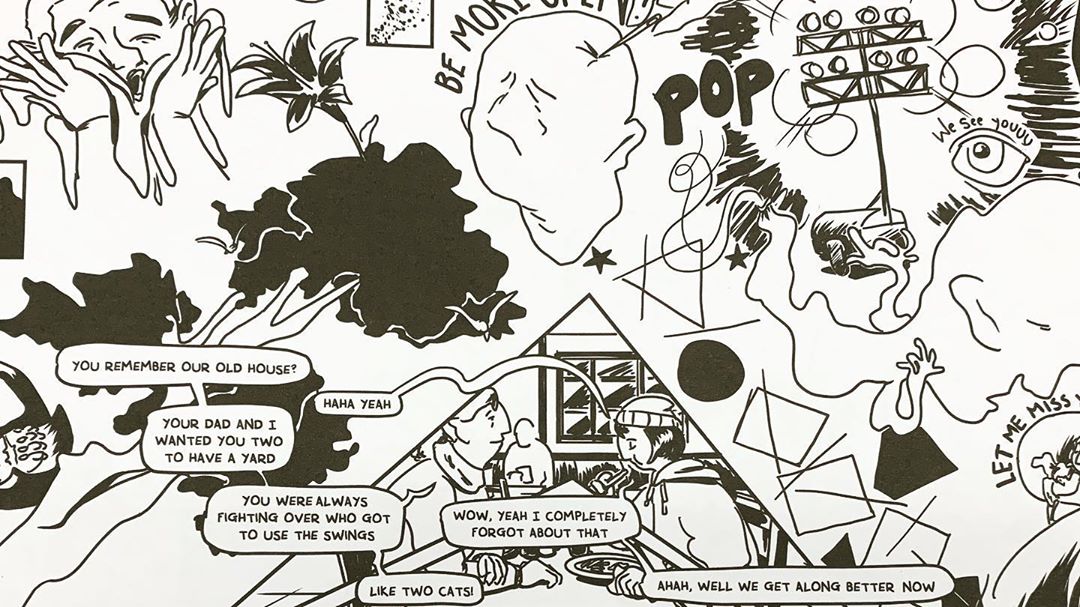 BE MORE
POP
We see youuu
YOU REMEMBER OUR OLD HOUSE?
HAHA YEAH
YOUR DAD AND I
WANTED YOU TWO
TO HAVE A YARD
YOU WERE ALWAYS
FIGHTING OVER WHO GOT
TO USE THE SWINGS
WOW, YEAH I COMPLETELY
FORGOT ABOUT THAT
LIKE TWO CATS!
AHAH, WELL WE GET ALONG BETTER NOW
LET ME MISS